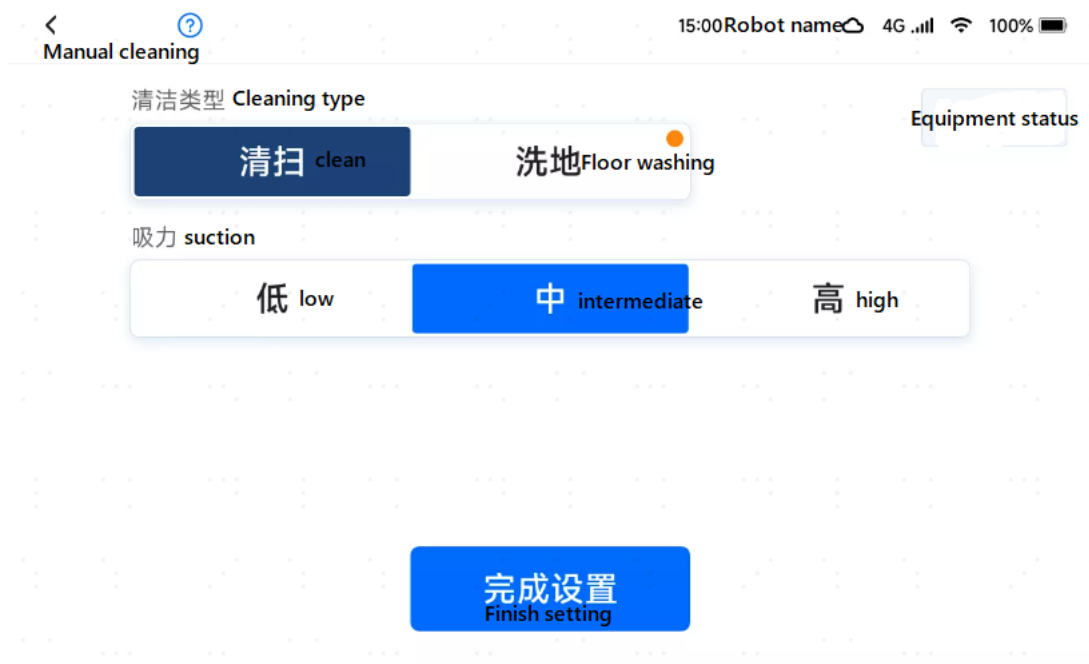 15:00Robot name 4G 100%
Manual cleaning
清洁类型 Cleaning type
Equipment status
清扫 clean 洗地Floor washing
吸力 suction
低 low 中 intermediate 高 high
完成设置
Finish setting